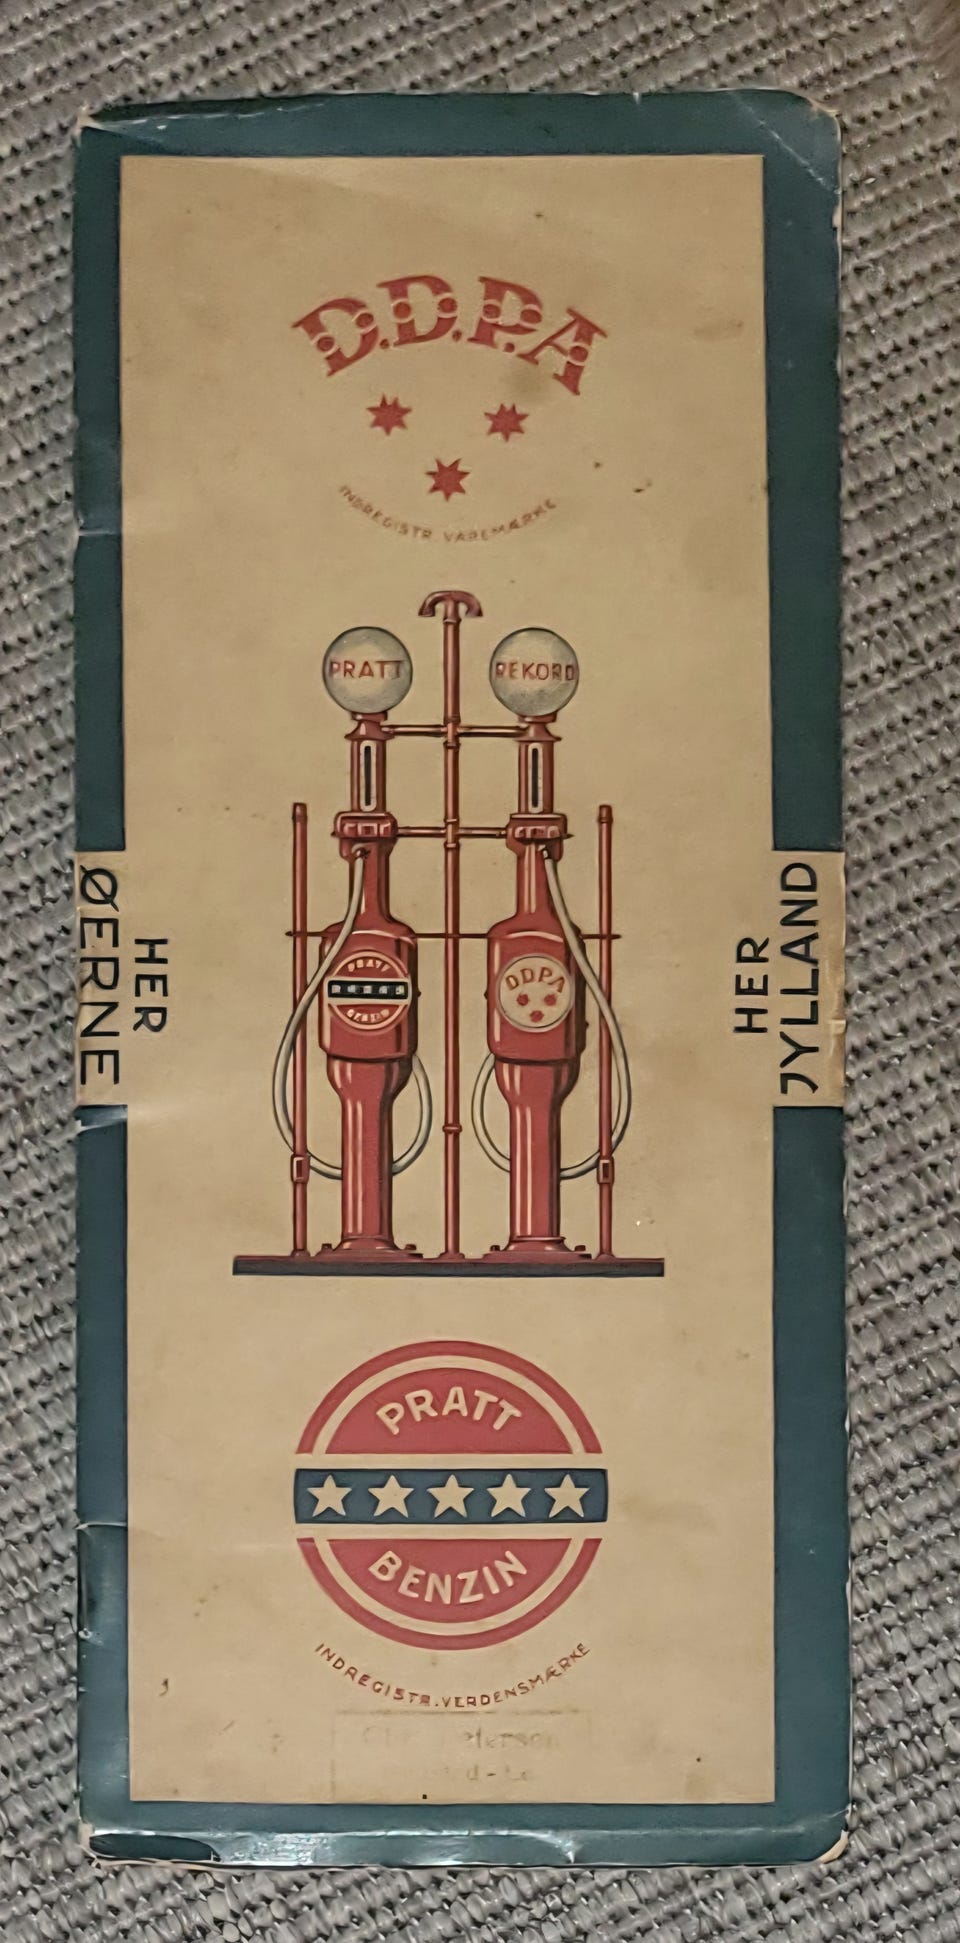 D.D.P.A
INDREGISTR. VAREMÆRKE
PRATT
REKORD
HER
ØERNE
HER
JYLLAND
PRATT
BENZIN
DDPA
PRATT
BENZIN
INDREGISTR. VERDENSMÆRKE